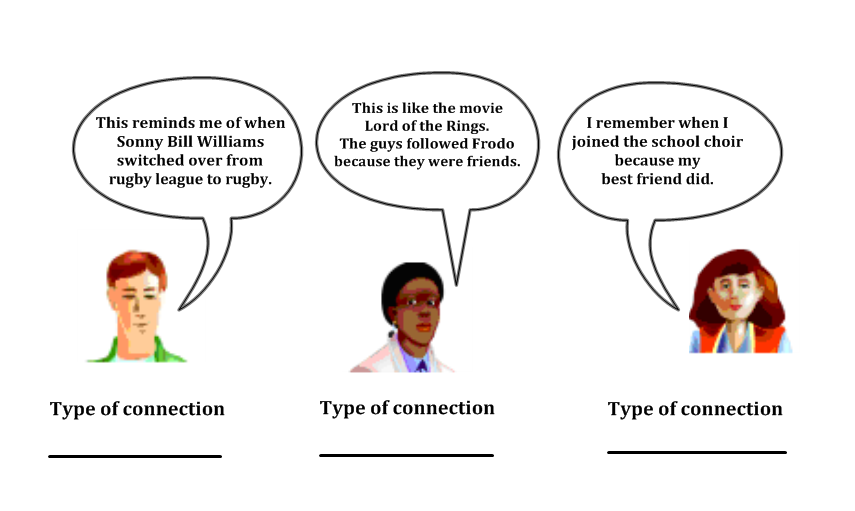 This reminds me of when
Sonny Bill Williams
switched over from
rugby league to rugby.
This is like the movie
Lord of the Rings.
The guys followed Frodo
because they were friends.
I remember when I
joined the school choir
because my
best friend did.
Type of connection
Type of connection
Type of connection